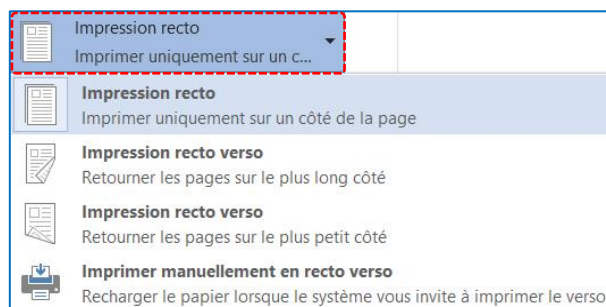 Impression recto
Imprimer uniquement sur un c...
Impression recto
Imprimer uniquement sur un côté de la page
Impression recto verso
Retourner les pages sur le plus long côté
Impression recto verso
Retourner les pages sur le plus petit côté
Imprimer manuellement en recto verso
Recharger le papier lorsque le système vous invite à imprimer le verso